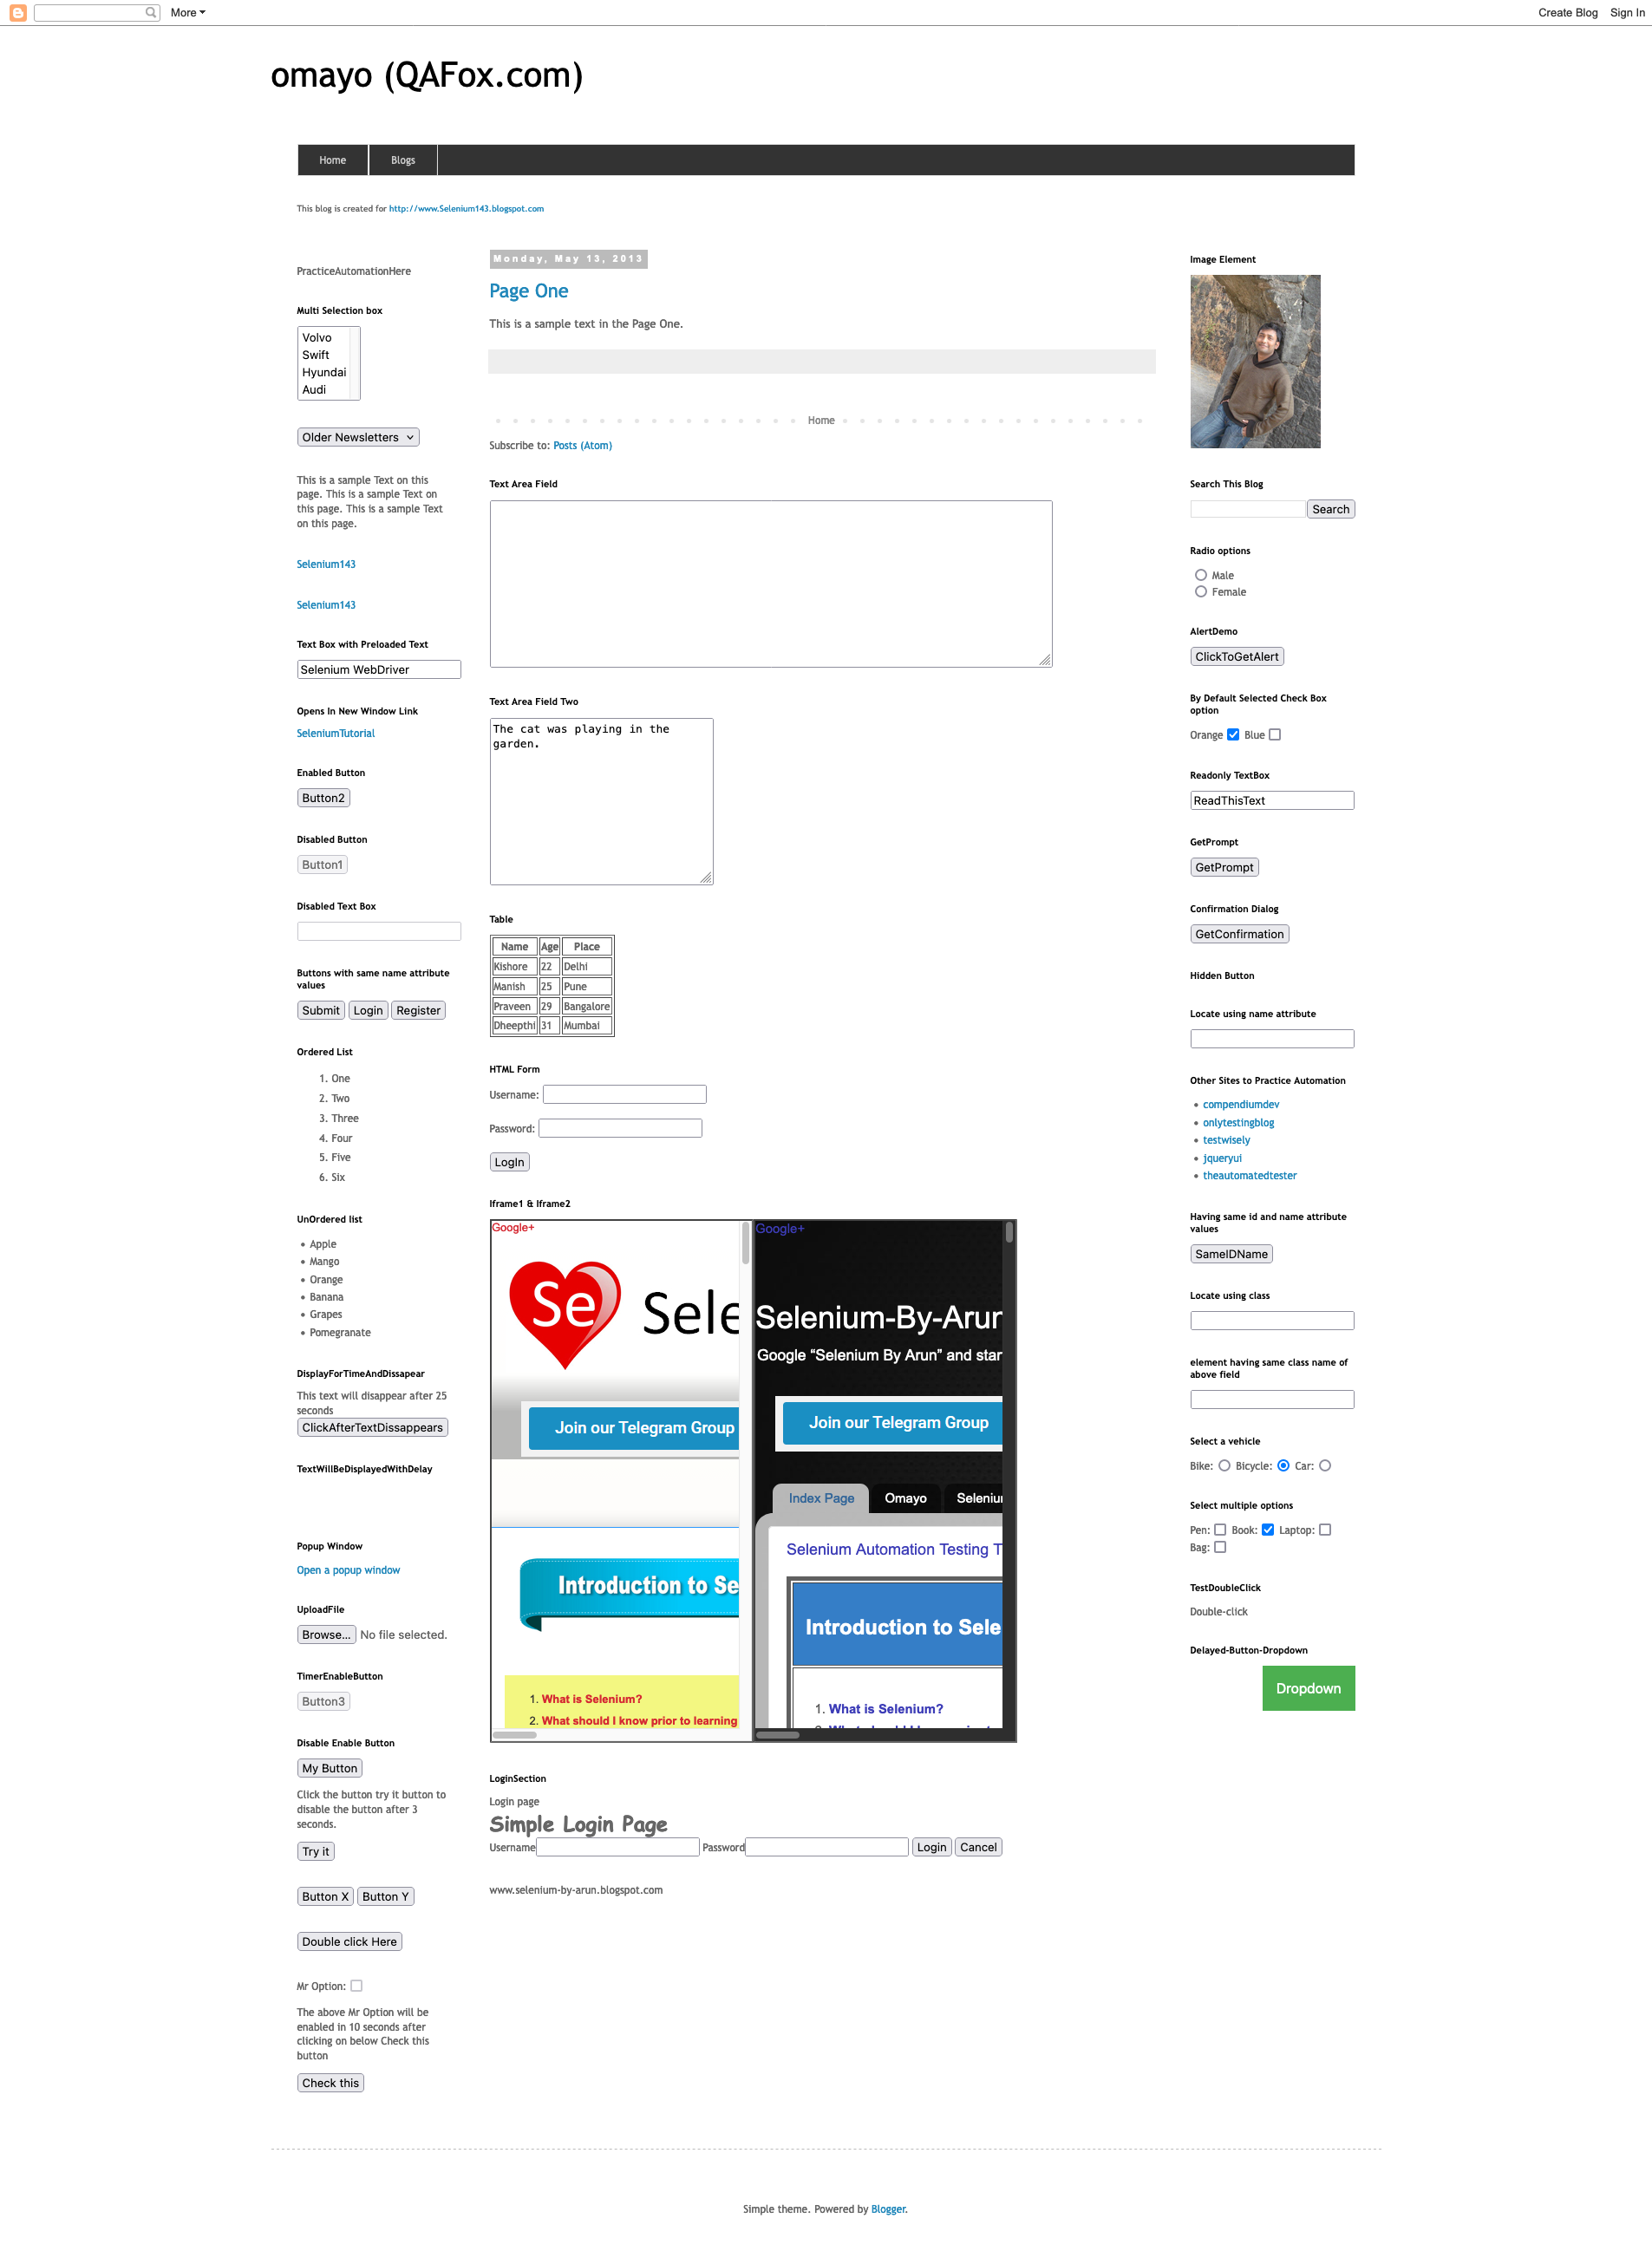 More
Create Blog
Sign In
omayo (QAFox.com)
Home
Blogs
This blog is created for http://www.Selenium143.blogspot.com
PracticeAutomationHere
Multi Selection box
Volvo
Swift
Hyundai
Audi
Older Newsletters
This is a sample Text on this
page. This is a sample Text on
this page. This is a sample Text
on this page.
Selenium143
Selenium143
Text Box with Preloaded Text
Selenium WebDriver
Opens In New Window Link
SeleniumTutorial
Enabled Button
Button2
Disabled Button
Button1
Disabled Text Box
Buttons with same name attribute
values
Submit Login Register
Ordered List
1. One
2. Two
3. Three
4. Four
5. Five
6. Six
UnOrdered list
• Apple
• Mango
• Orange
• Banana
• Grapes
• Pomegranate
DisplayForTimeAndDissapear
This text will disappear after 25
seconds
ClickAfterTextDissappears
TextWillBeDisplayedWithDelay
Popup Window
Open a popup window
UploadFile
Browse... No file selected.
TimerEnableButton
Button3
Disable Enable Button
My Button
Click the button try it button to
disable the button after 3
seconds.
Try it
Button X Button Y
Double click Here
Mr Option:
The above Mr Option will be
enabled in 10 seconds after
clicking on below Check this
button
Check this
Monday, May 13, 2013
Page One
This is a sample text in the Page One.
Home
Subscribe to: Posts (Atom)
Text Area Field
Text Area Field Two
The cat was playing in the
garden.
Table
Name Age Place
Kishore 22 Delhi
Manish 25 Pune
Praveen 29 Bangalore
Dheepthi 31 Mumbai
HTML Form
Username:
Password:
LogIn
Iframe1 & Iframe2
Google+
Se Sele
Join our Telegram Group
Introduction to Se
1. What is Selenium?
2. What should I know prior to learning
Google+
Selenium-By-Arun
Google “Selenium By Arun” and star
Join our Telegram Group
Index Page Omayo Seleniu
Selenium Automation Testing T
Introduction to Sele
1. What is Selenium?
LoginSection
Login page
Simple Login Page
Username Password Login Cancel
www.selenium-by-arun.blogspot.com
Image Element
Search This Blog
Search
Radio options
Male
Female
AlertDemo
ClickToGetAlert
By Default Selected Check Box
option
Orange Blue
Readonly TextBox
ReadThisText
GetPrompt
GetPrompt
Confirmation Dialog
GetConfirmation
Hidden Button
Locate using name attribute
Other Sites to Practice Automation
• compendiumdev
• onlytestingblog
• testwisely
• jqueryui
• theautomatedtester
Having same id and name attribute
values
SameIDName
Locate using class
element having same class name of
above field
Select a vehicle
Bike: Bicycle: Car:
Select multiple options
Pen: Book: Laptop:
Bag:
TestDoubleClick
Double-click
Delayed-Button-Dropdown
Dropdown
Simple theme. Powered by Blogger.